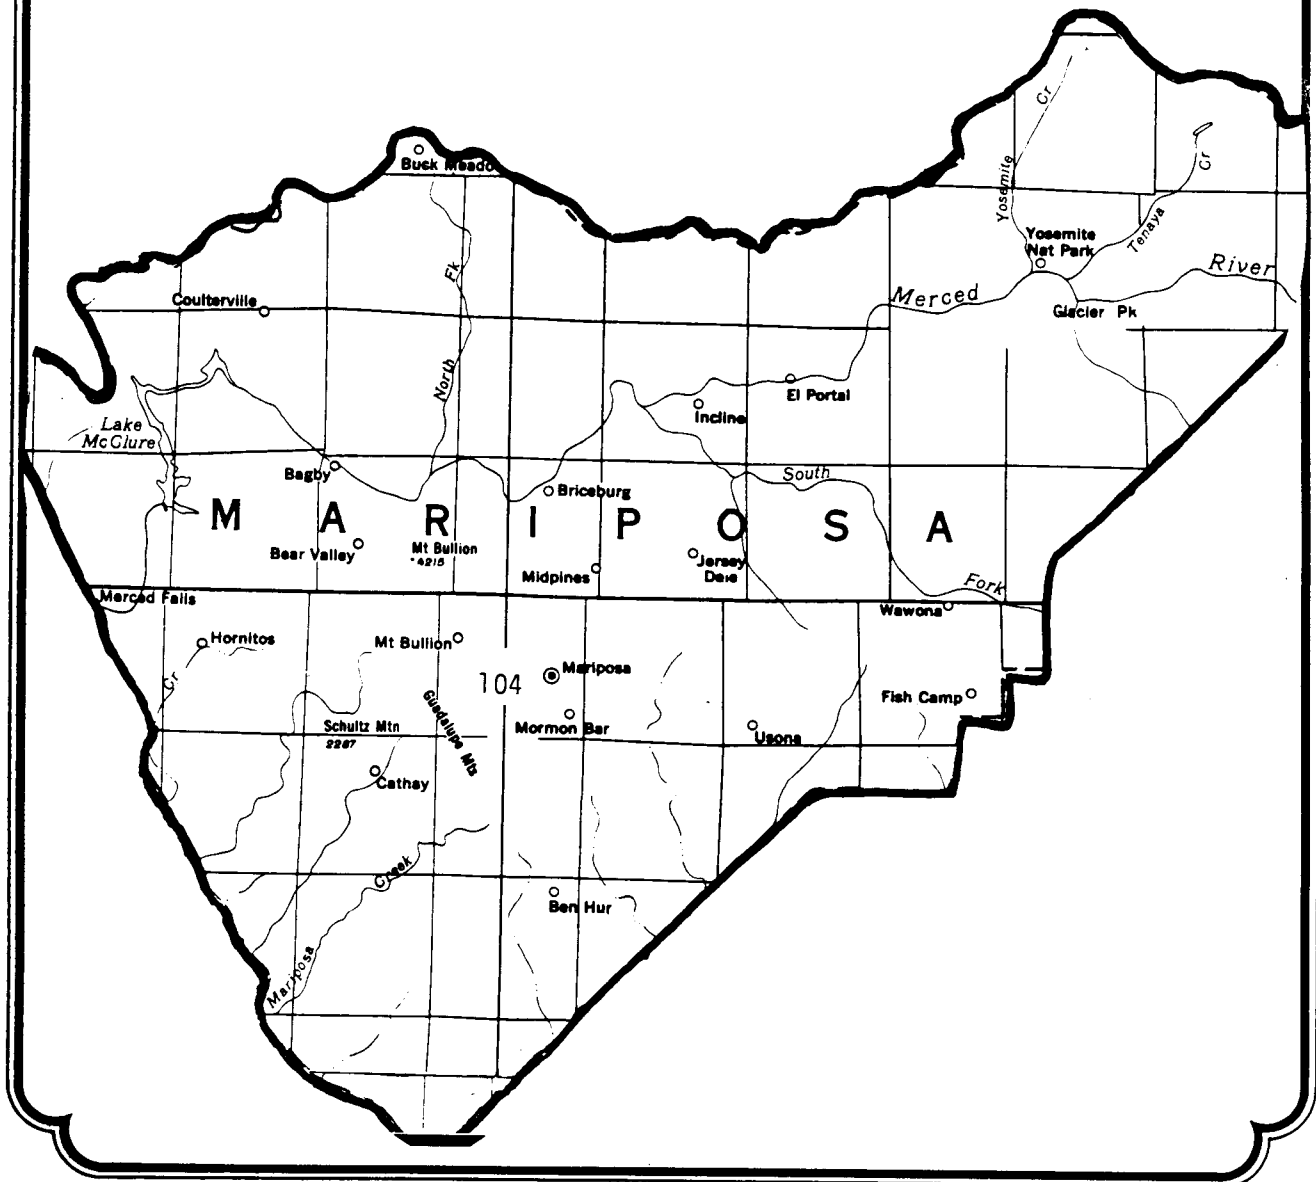 Cr
Buck Meado
Cr
Yosemite
Tenaya
Yosemite
Nat Park
River
Fk
Merced
Coulterville
Glacier Pk
North
El Portal
Incline
Lake
McClure
Bagby
South
Briceburg
M A R I P O S A
Bear Valley
Mt Bullion
4215
Jersey
Dale
Midpines
Fork
Merced Falls
Wawona
Hornitos
Mt Bullion
Mariposa
Cr
104
Fish Camp
Guadalupe Mts
Schultz Mtn
2287
Mormon Bar
Usona
Cathay
Creek
Ben Hur
Mariposa